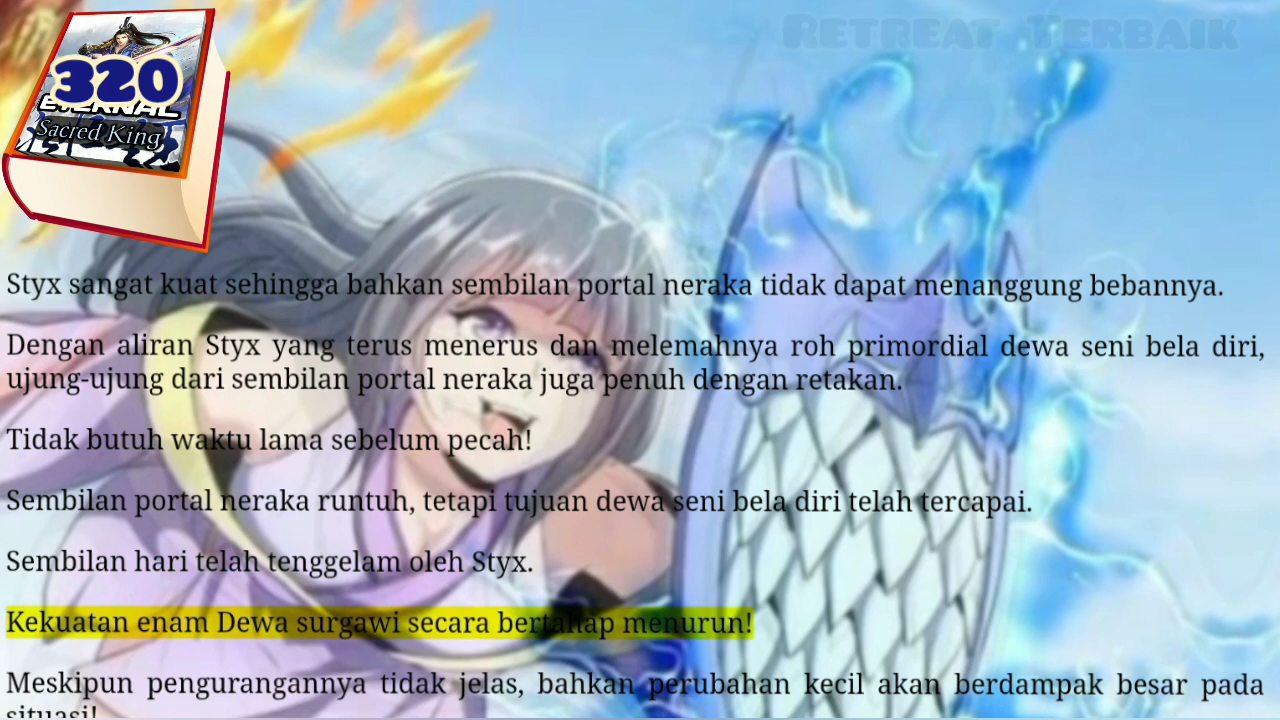 RETREAT TERBAIK
320
ETERNAL
Sacred King
Styx sangat kuat sehingga bahkan sembilan portal neraka tidak dapat menanggung bebannya.
Dengan aliran Styx yang terus menerus dan melemahnya roh primordial dewa seni bela diri,
ujung-ujung dari sembilan portal neraka juga penuh dengan retakan.
Tidak butuh waktu lama sebelum pecah!
Sembilan portal neraka runtuh, tetapi tujuan dewa seni bela diri telah tercapai.
Sembilan hari telah tenggelam oleh Styx.
Kekuatan enam Dewa surgawi secara bertahap menurun!
Meskipun pengurangannya tidak jelas, bahkan perubahan kecil akan berdampak besar pada
situasi!